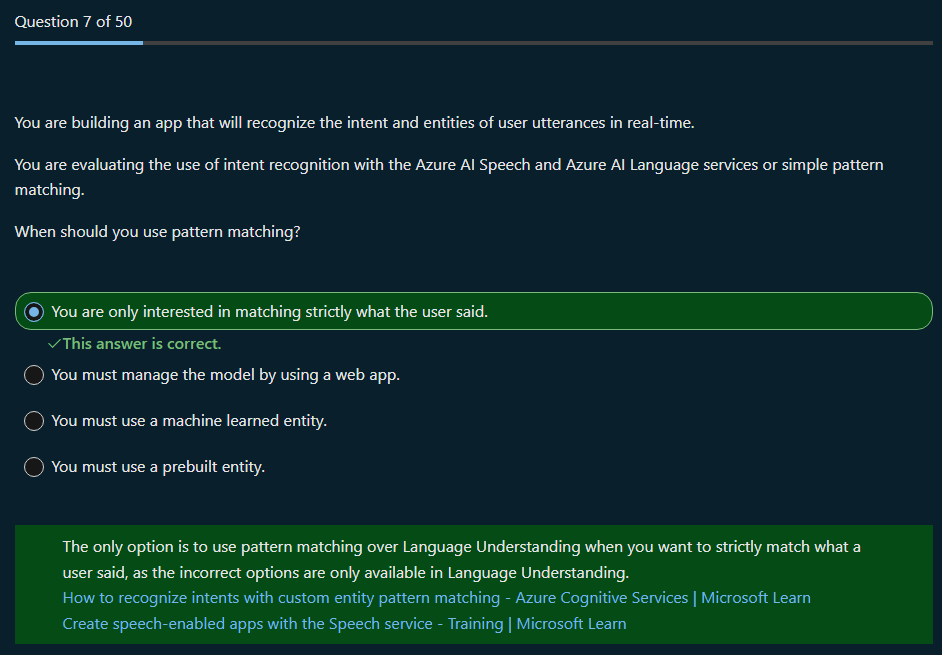 Question 7 of 50
You are building an app that will recognize the intent and entities of user utterances in real-time.
You are evaluating the use of intent recognition with the Azure AI Speech and Azure AI Language services or simple pattern
matching.
When should you use pattern matching?
You are only interested in matching strictly what the user said.
✓This answer is correct.
You must manage the model by using a web app.
You must use a machine learned entity.
You must use a prebuilt entity.
The only option is to use pattern matching over Language Understanding when you want to strictly match what a
user said, as the incorrect options are only available in Language Understanding.
How to recognize intents with custom entity pattern matching - Azure Cognitive Services | Microsoft Learn
Create speech-enabled apps with the Speech service - Training | Microsoft Learn